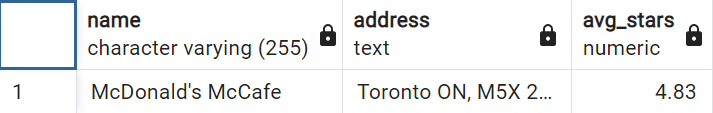 name address avg_stars
character varying (255) text numeric
1 McDonald's McCafe Toronto ON, M5X 2... 4.83